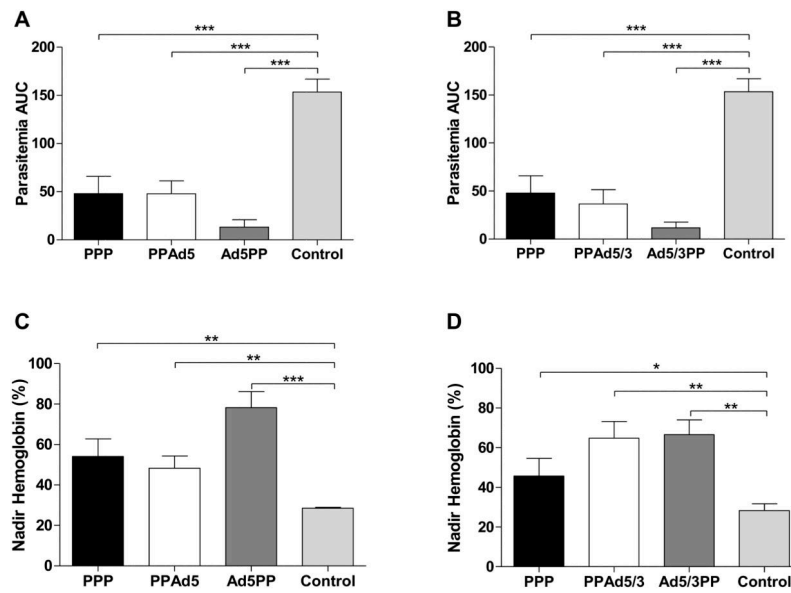 A
***
***
***
Parasitemia AUC
200
150
100
50
0
PPP PPAd5 Ad5PP Control
B
***
***
***
Parasitemia AUC
200
150
100
50
0
PPP PPAd5/3 Ad5/3PP Control
C
**
**
***
Nadir Hemoglobin (%)
100
80
60
40
20
0
PPP PPAd5 Ad5PP Control
D
*
**
**
Nadir Hemoglobin (%)
100
80
60
40
20
0
PPP PPAd5/3 Ad5/3PP Control